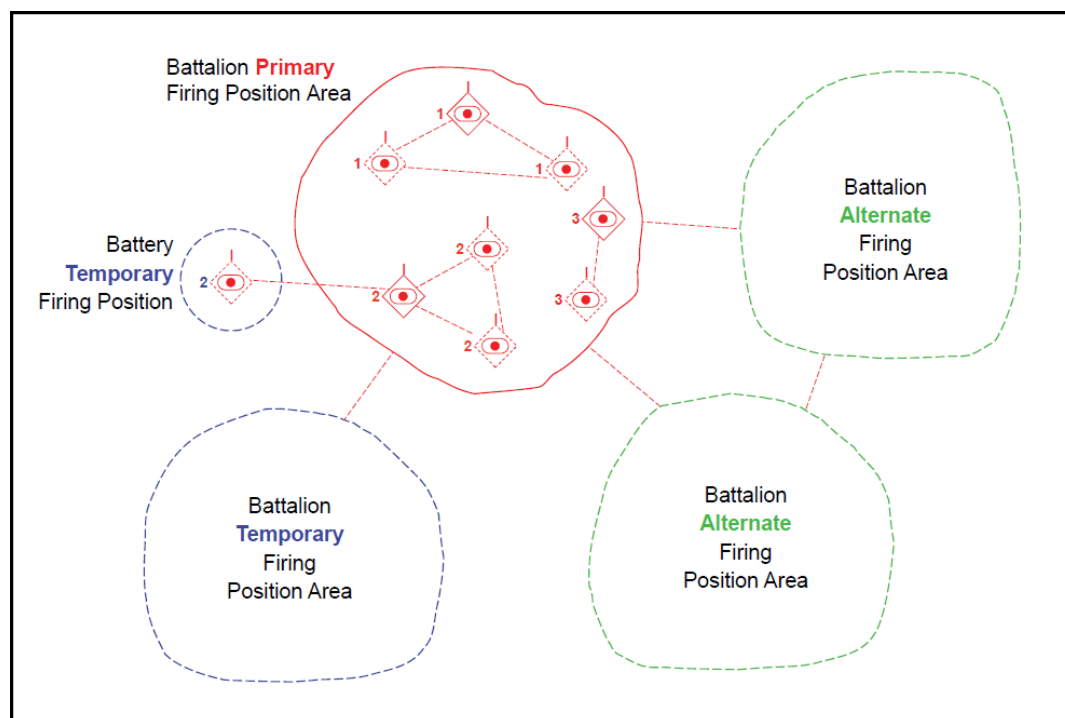 Battalion Primary
Firing Position Area
1
1
1
3
3
2
2
2
Battery
Temporary
Firing Position
2
Battalion
Alternate
Firing
Position Area
Battalion
Temporary
Firing
Position Area
Battalion
Alternate
Firing
Position Area